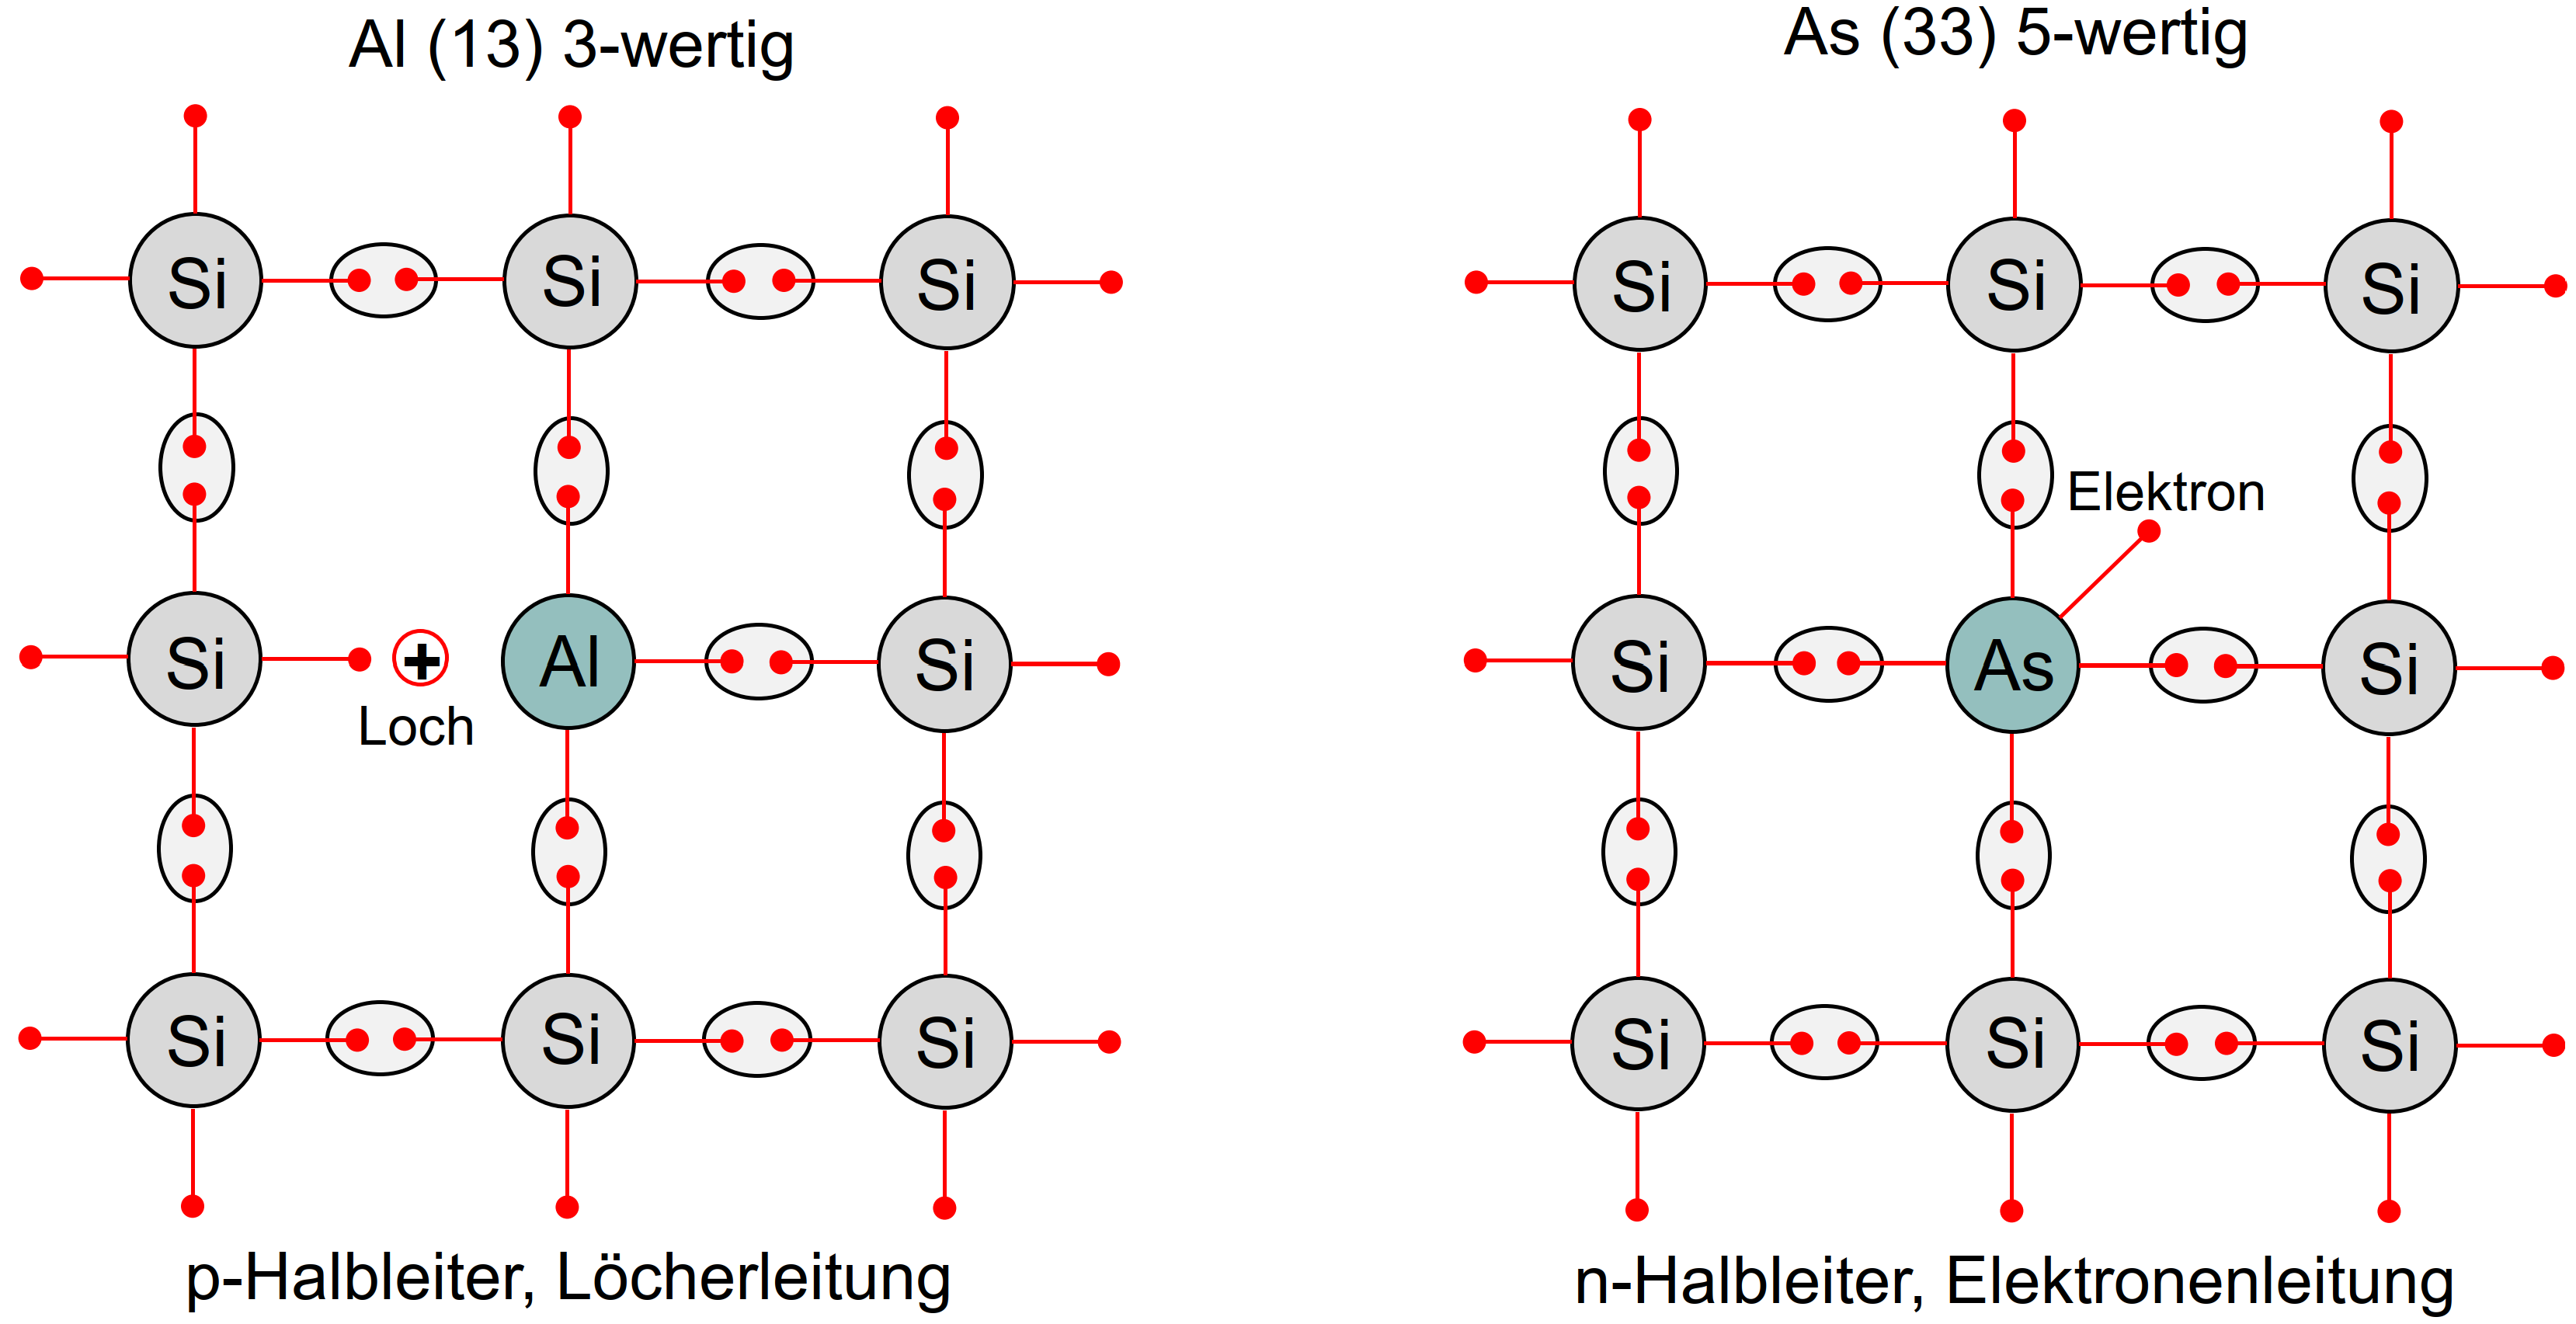 Al (13) 3-wertig
Si Si Si
Si Al Si
Loch
Si Si Si
p-Halbleiter, Löcherleitung
As (33) 5-wertig
Si Si Si
Elektron
Si As Si
Si Si Si
n-Halbleiter, Elektronenleitung